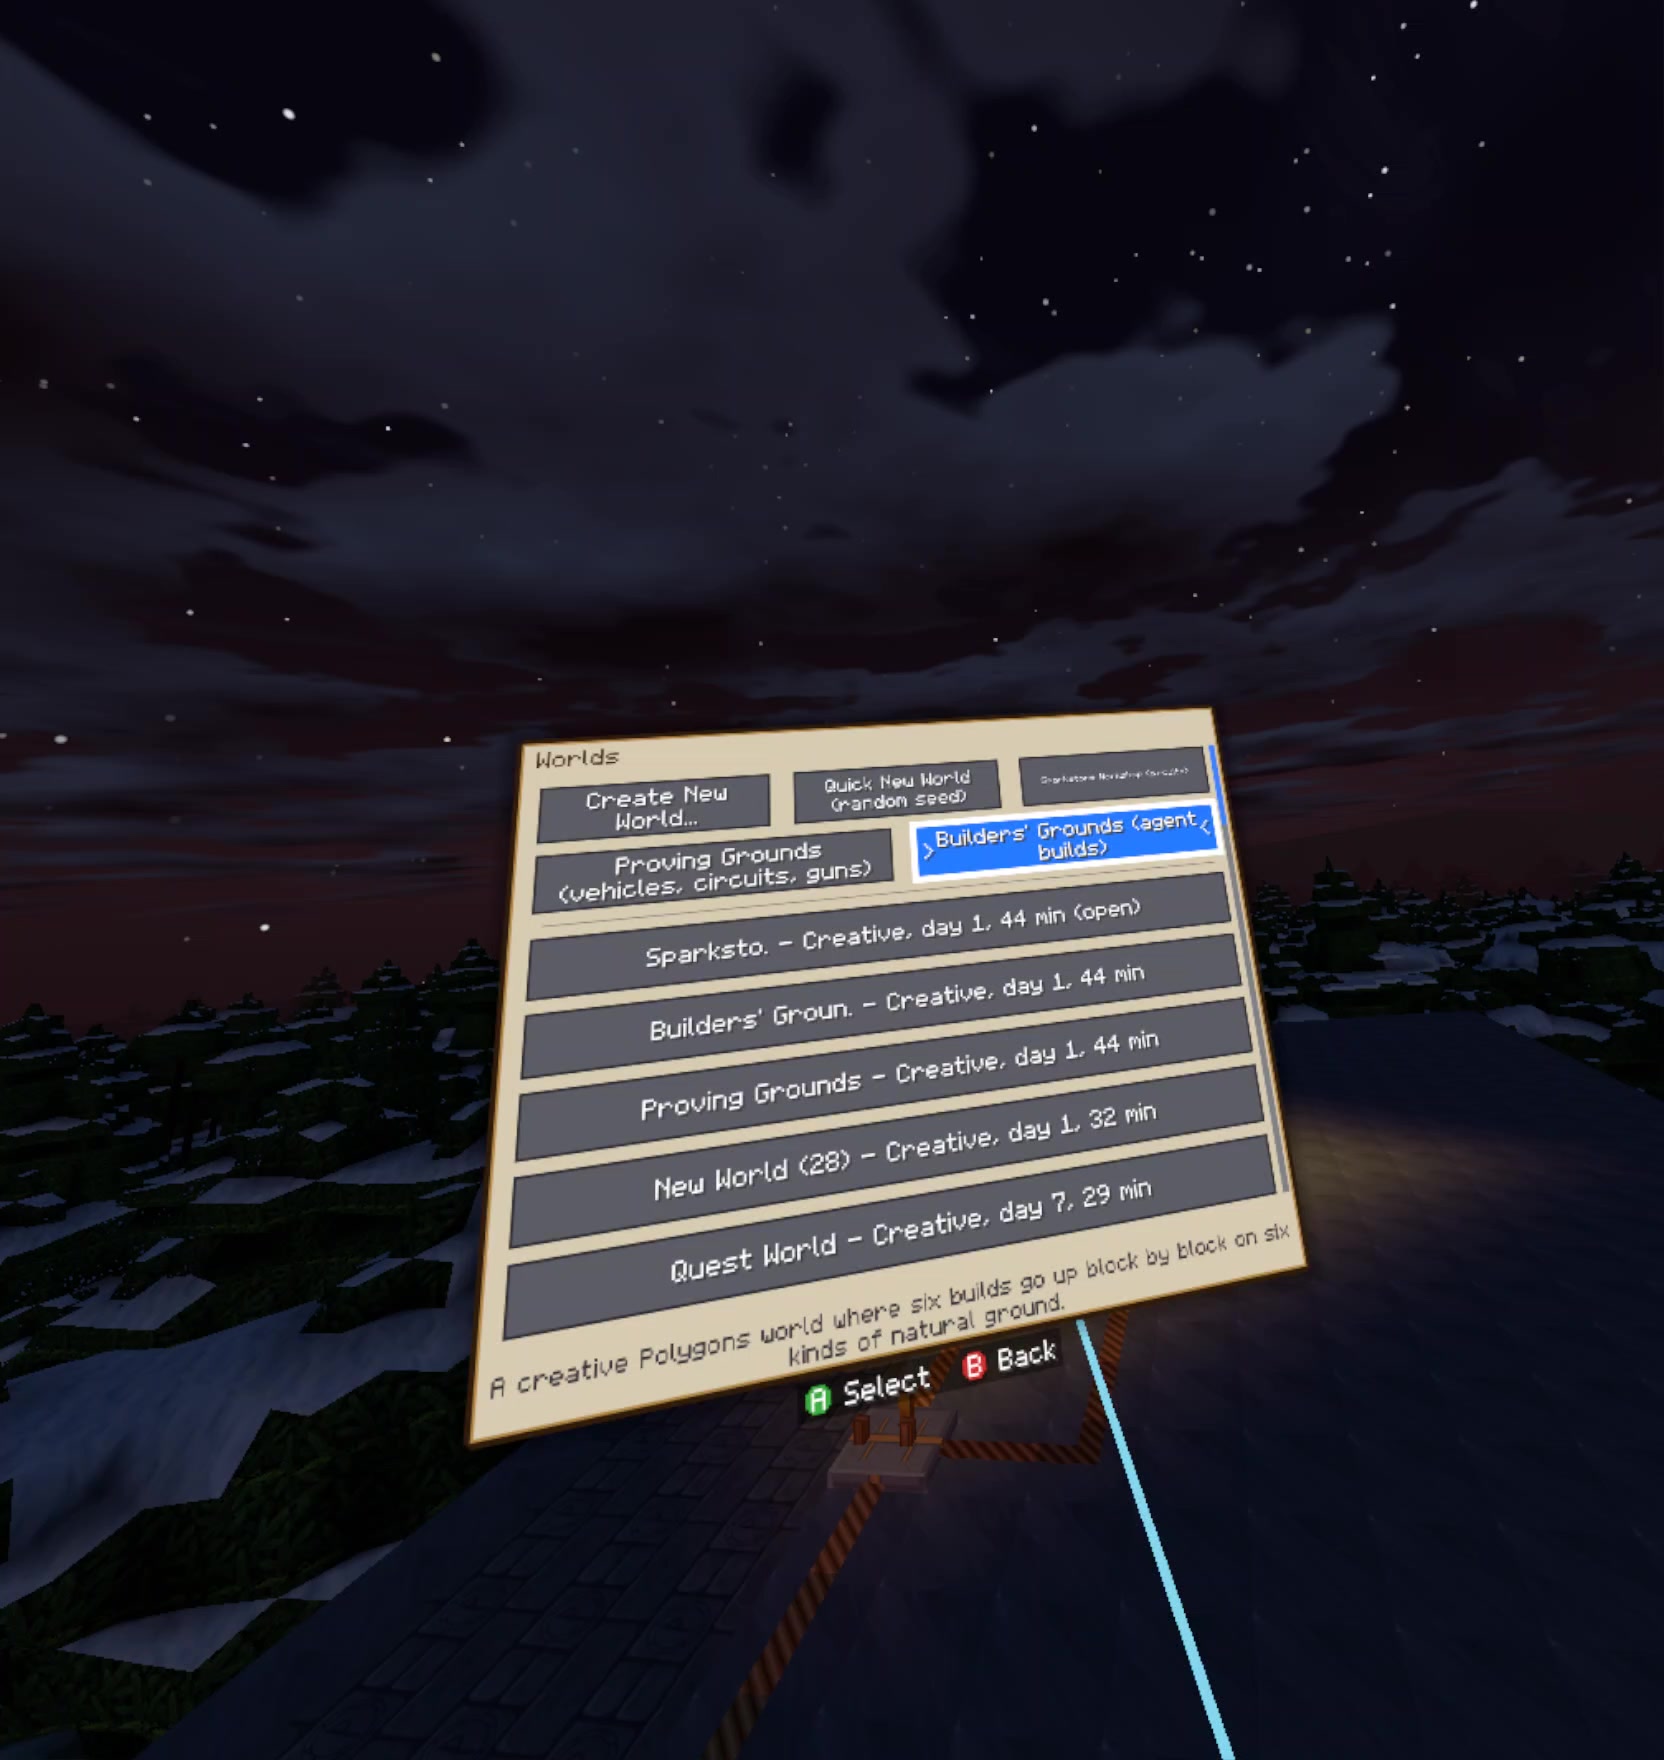 Worlds
Create New
World...
Quick New World
(random seed)
Sparkstone Workshop (circuits)
Proving Grounds
(vehicles, circuits, guns)
>Builders' Grounds (agent<
builds)
Sparksto. - Creative, day 1, 44 min (open)
Builders' Groun. - Creative, day 1, 44 min
Proving Grounds - Creative, day 1, 44 min
New World (28) - Creative, day 1, 32 min
Quest World - Creative, day 7, 29 min
A creative Polygons world where six builds go up block by block on six
kinds of natural ground.
A Select B Back